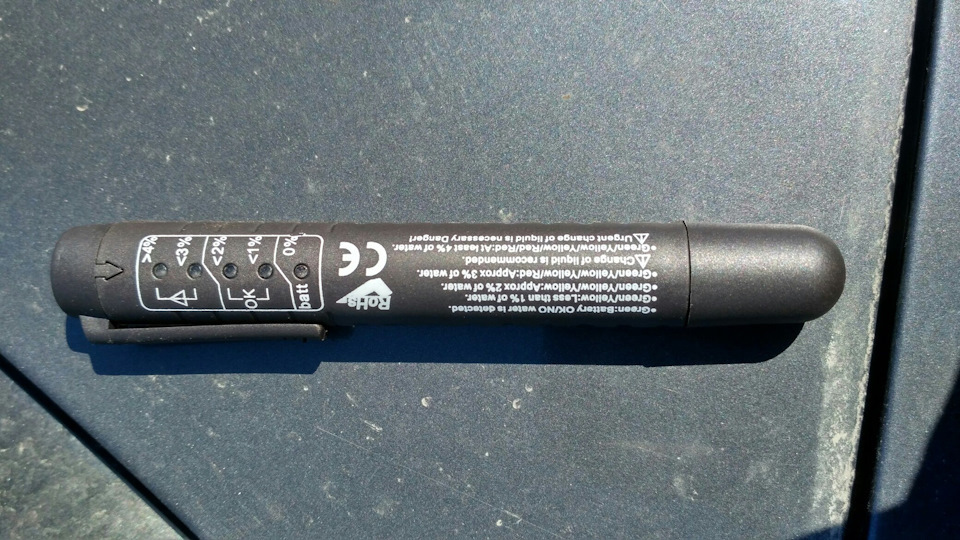 •Green:Battery OK/NO water is detected.
•Green/Yellow:Less than 1% of water.
•Green/Yellow/Yellow:Approx 2% of water.
•Green/Yellow/Yellow/Red:Approx 3% of water.
⚠Change of liquid is recommended.
•Green/Yellow/Yellow/Red/Red:At least 4% of water.
⚠Urgent change of liquid is necessary Danger!
RoHS
CE
batt 0%
OK <1%
<2%
<3%
>4%